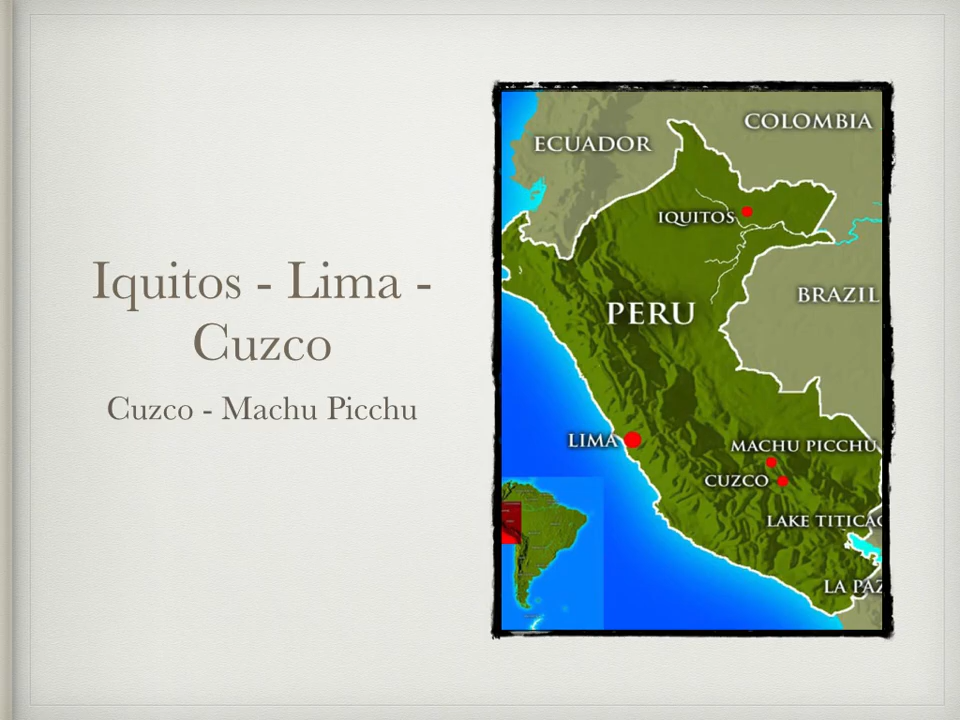 Iquitos - Lima -
Cuzco
Cuzco - Machu Picchu
COLOMBIA
ECUADOR
IQUITOS
BRAZIL
PERU
LIMA
MACHU PICCHU
CUZCO
LAKE TITICAC
LA PAZ